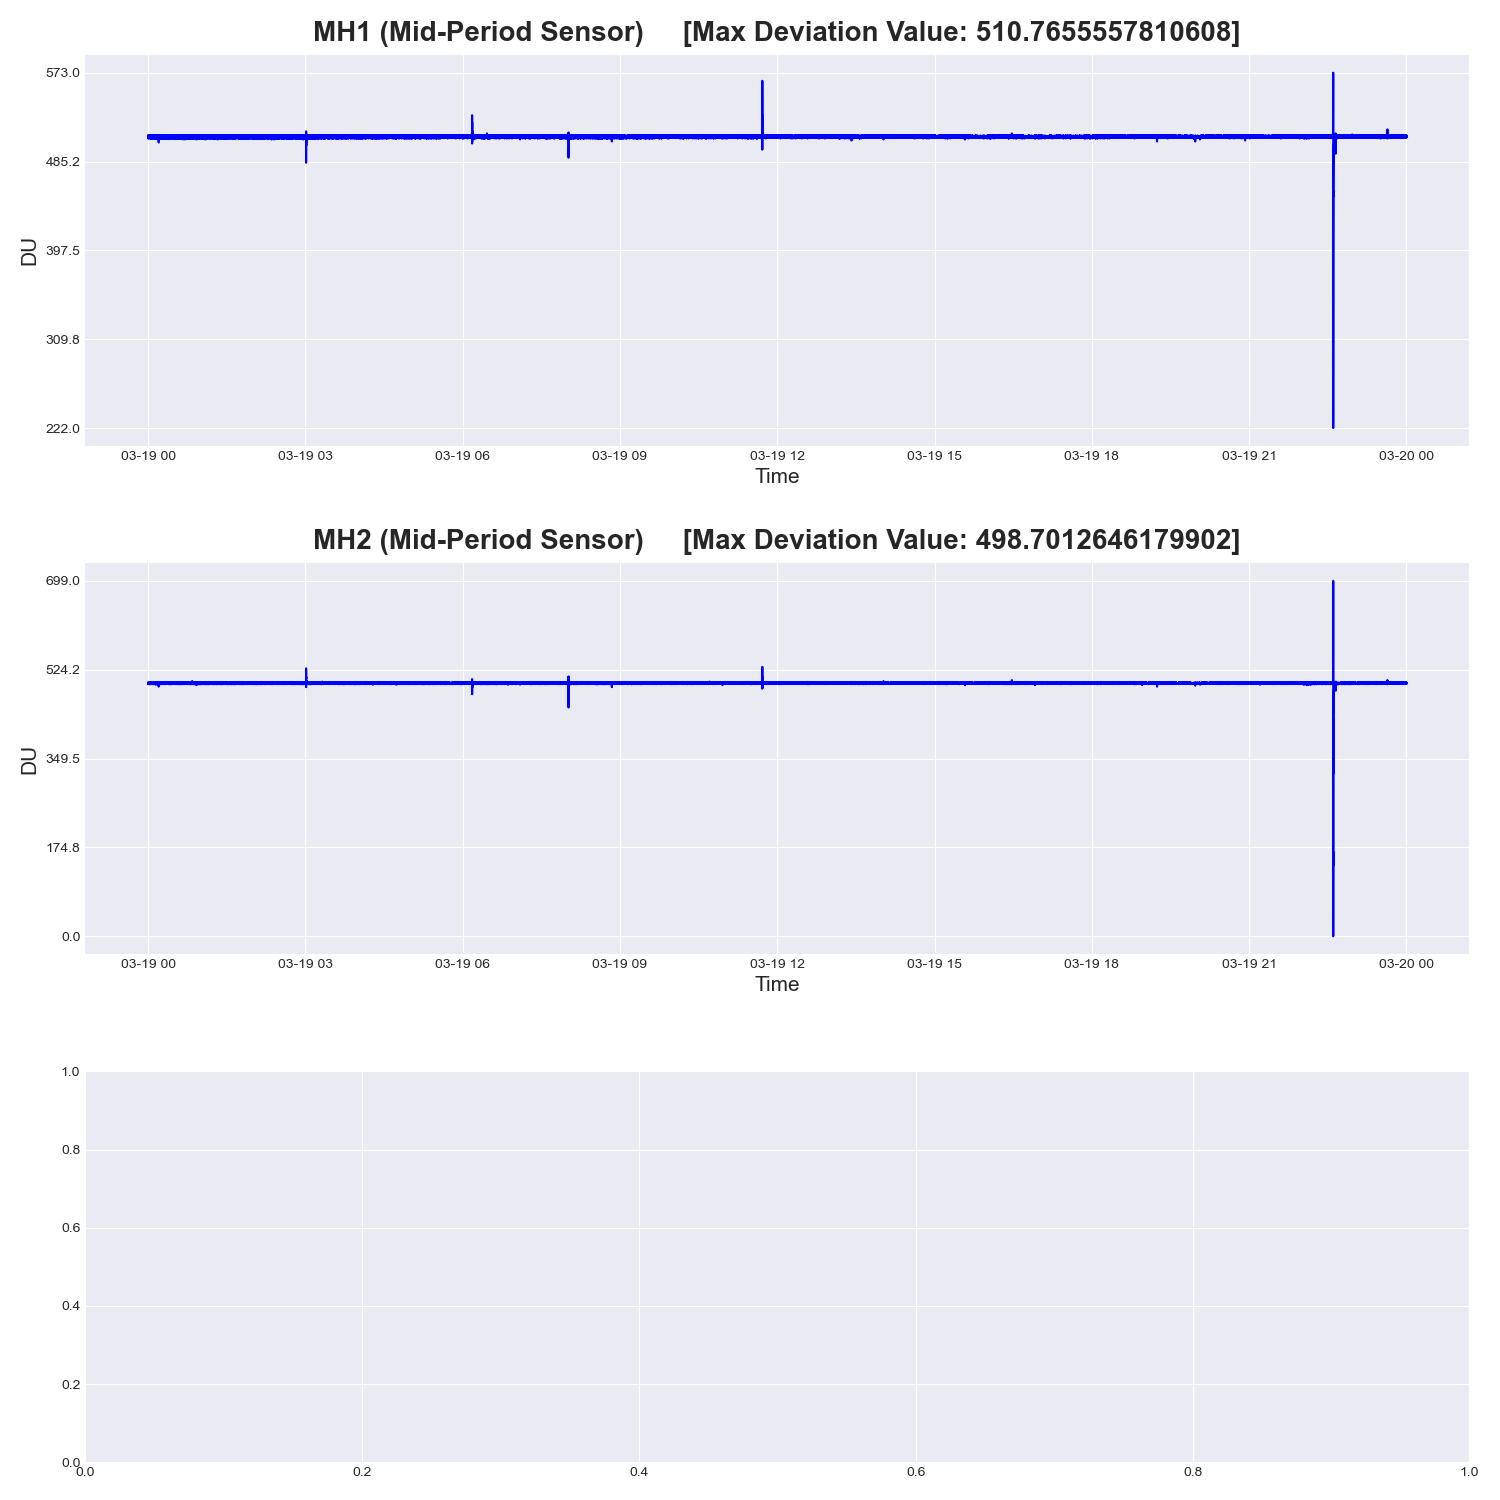 MH1 (Mid-Period Sensor) [Max Deviation Value: 510.7655557810608]
573.0
485.2
397.5
309.8
222.0
DU
03-19 00 03-19 03 03-19 06 03-19 09 03-19 12 03-19 15 03-19 18 03-19 21 03-20 00
Time
MH2 (Mid-Period Sensor) [Max Deviation Value: 498.7012646179902]
699.0
524.2
349.5
174.8
0.0
DU
03-19 00 03-19 03 03-19 06 03-19 09 03-19 12 03-19 15 03-19 18 03-19 21 03-20 00
Time
1.0
0.8
0.6
0.4
0.2
0.0
0.0 0.2 0.4 0.6 0.8 1.0